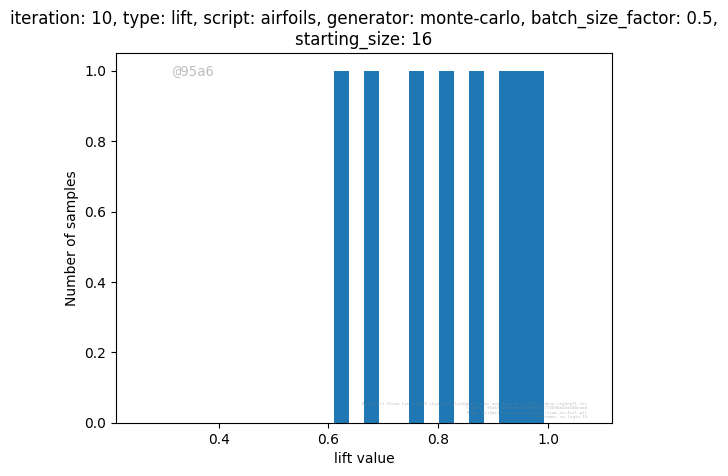 iteration: 10, type: lift, script: airfoils, generator: monte-carlo, batch_size_factor: 0.5,
starting_size: 16
@95a6
1.0
0.8
0.6
0.4
0.2
0.0
Number of samples
0.4 0.6 0.8 1.0
lift value